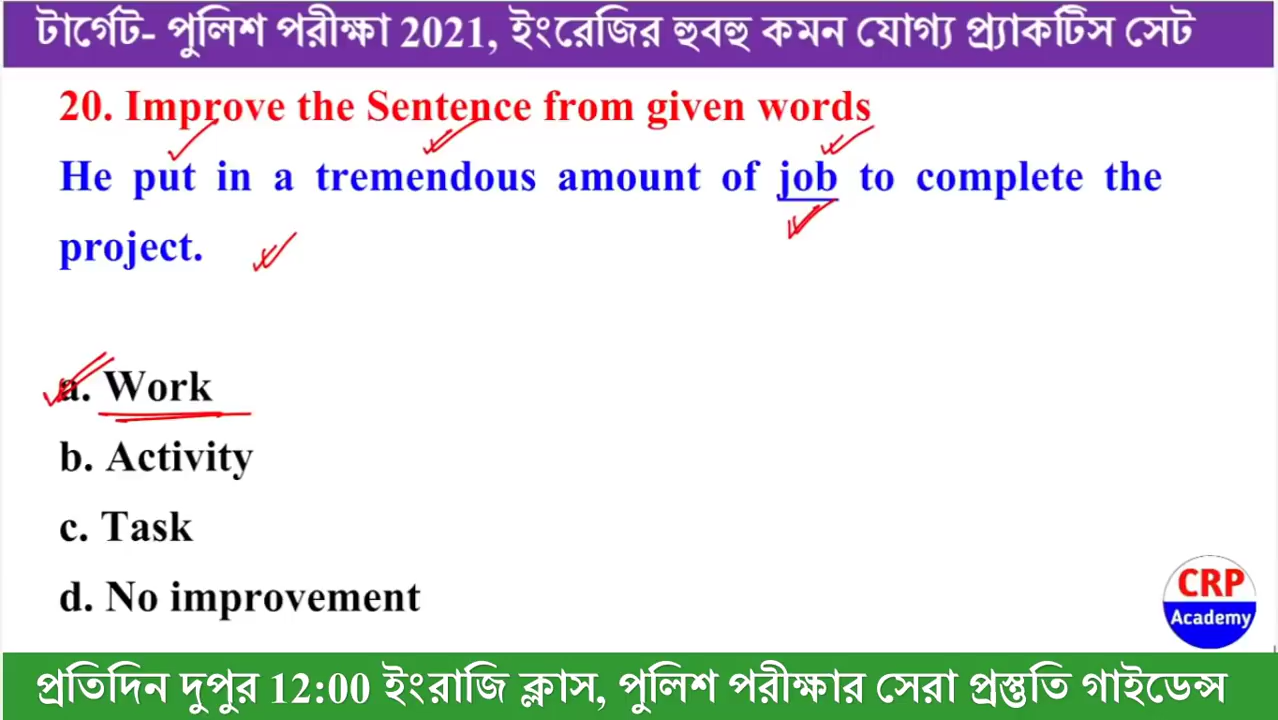 টার্গেট- পুলিশ পরীক্ষা 2021, ইংরেজির হুবহু কমন যোগ্য প্র্যাকটিস সেট
20. Improve the Sentence from given words
He put in a tremendous amount of job to complete the
project.
a. Work
b. Activity
c. Task
d. No improvement
CRP
Academy
প্রতিদিন দুপুর 12:00 ইংরাজি ক্লাস, পুলিশ পরীক্ষার সেরা প্রস্তুতি গাইডেন্স